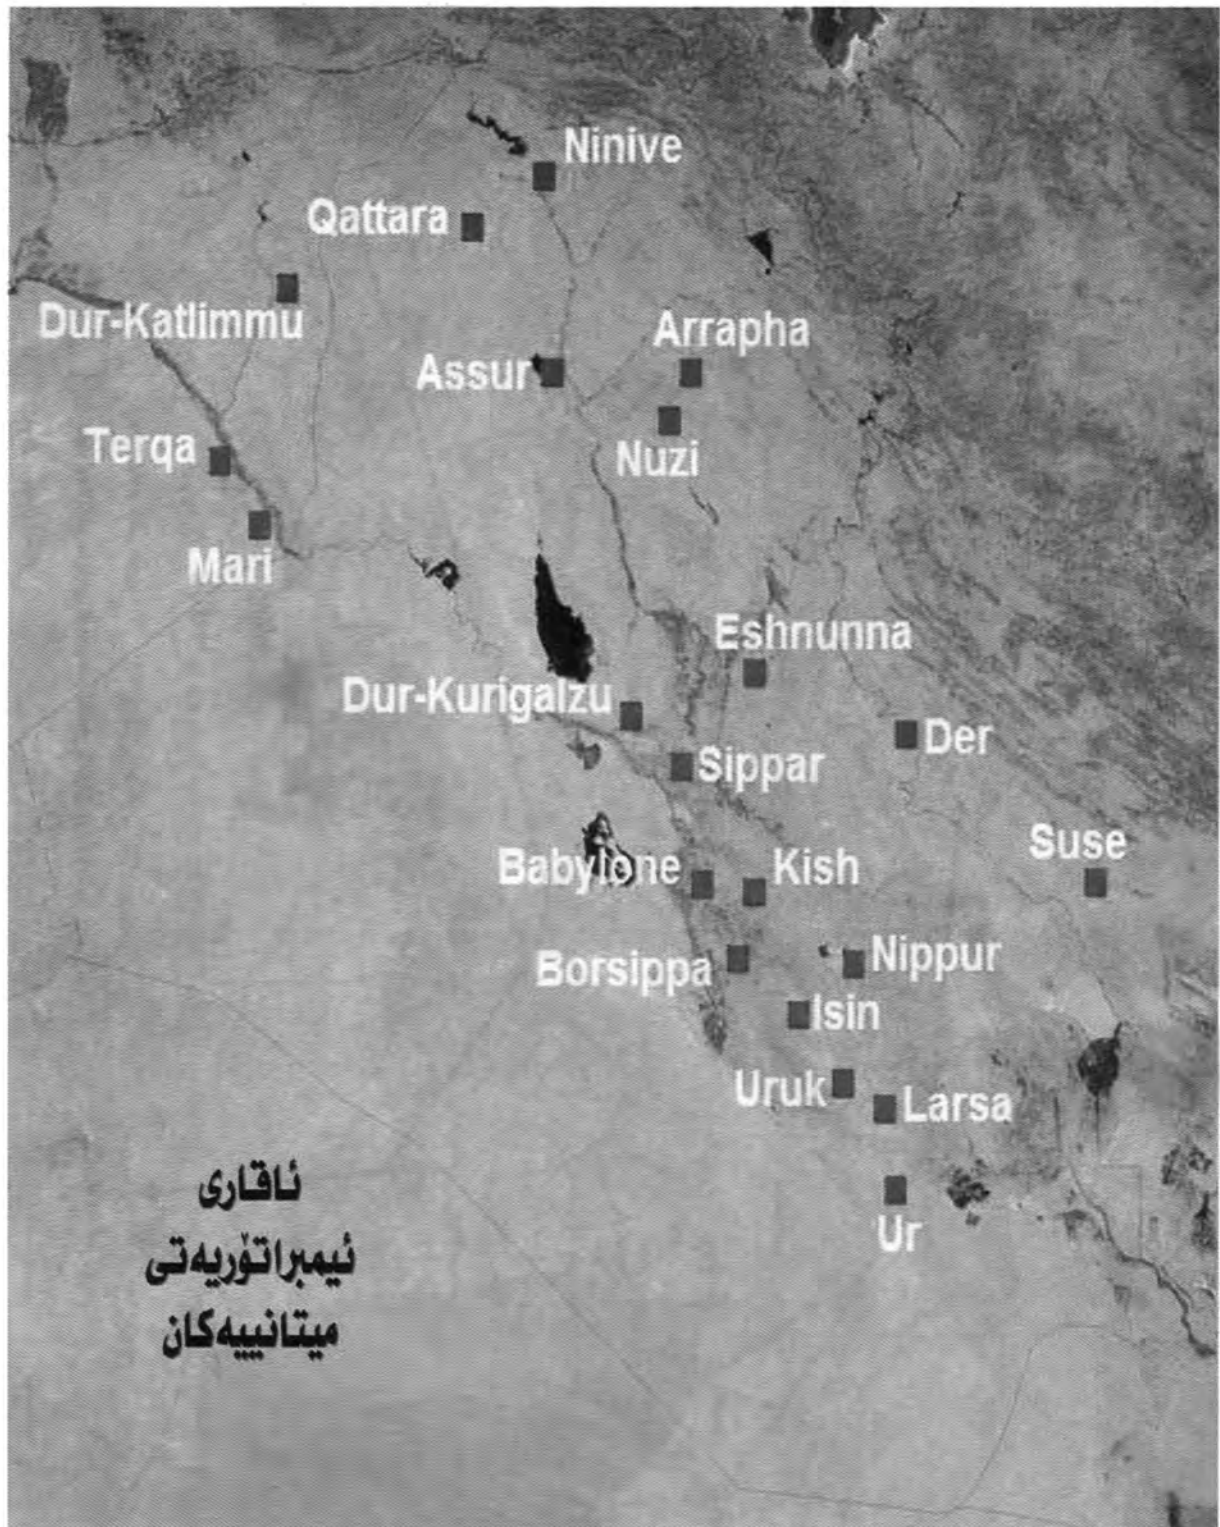 Ninive
Qattara
Dur-Katlimmu
Arrapha
Assur
Terqa
Nuzi
Mari
Eshnunna
Dur-Kurigalzu
Der
Sippar
Suse
Babylone
Kish
Borsippa
Nippur
Isin
Uruk
Larsa
Ur
ئاقاری
ئیمبراتۆریەتی
میتانییەکان